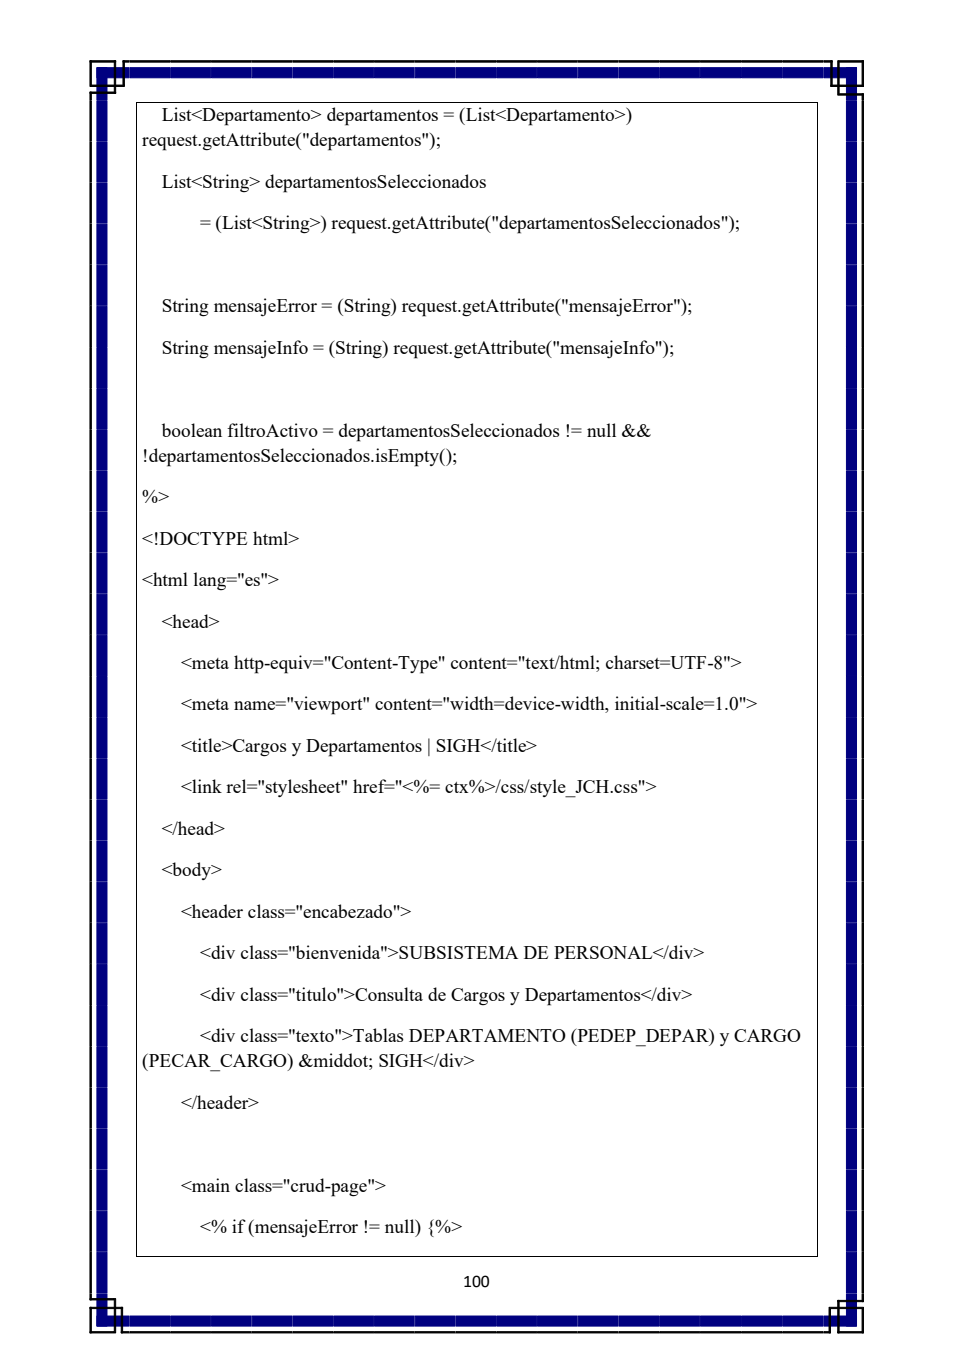 List<Departamento> departamentos = (List<Departamento>)
request.getAttribute("departamentos");
List<String> departamentosSeleccionados
= (List<String>) request.getAttribute("departamentosSeleccionados");
String mensajeError = (String) request.getAttribute("mensajeError");
String mensajeInfo = (String) request.getAttribute("mensajeInfo");
boolean filtroActivo = departamentosSeleccionados != null &&
!departamentosSeleccionados.isEmpty();
%>
<!DOCTYPE html>
<html lang="es">
<head>
<meta http-equiv="Content-Type" content="text/html; charset=UTF-8">
<meta name="viewport" content="width=device-width, initial-scale=1.0">
<title>Cargos y Departamentos | SIGH</title>
<link rel="stylesheet" href="<%= ctx%>/css/style_JCH.css">
</head>
<body>
<header class="encabezado">
<div class="bienvenida">SUBSISTEMA DE PERSONAL</div>
<div class="titulo">Consulta de Cargos y Departamentos</div>
<div class="texto">Tablas DEPARTAMENTO (PEDEP_DEPAR) y CARGO
(PECAR_CARGO) &middot; SIGH</div>
</header>
<main class="crud-page">
<% if (mensajeError != null) {%>
100